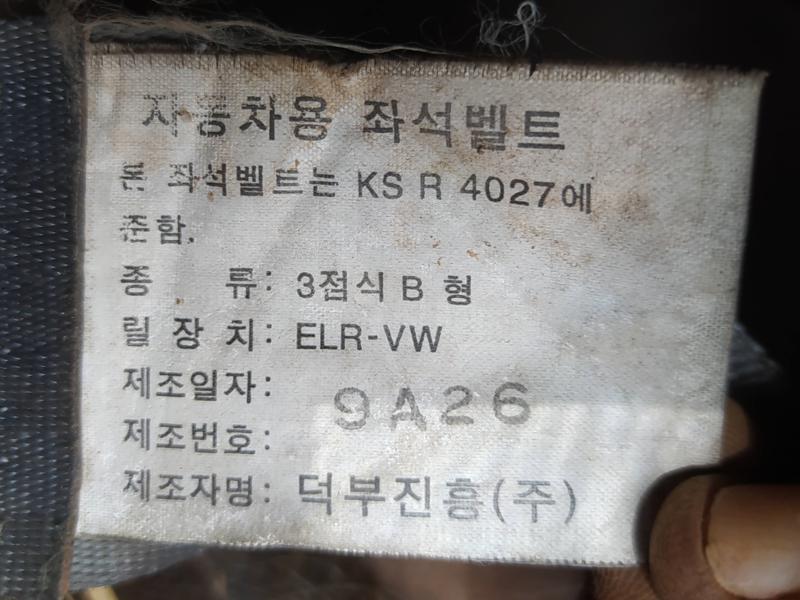 자동차용 좌석벨트
본 좌석벨트는 KS R 4027에
준함.
종 류: 3점식 B 형
릴 장 치: ELR-VW
제조일자:
9A26
제조번호:
제조자명: 덕부진흥(주)